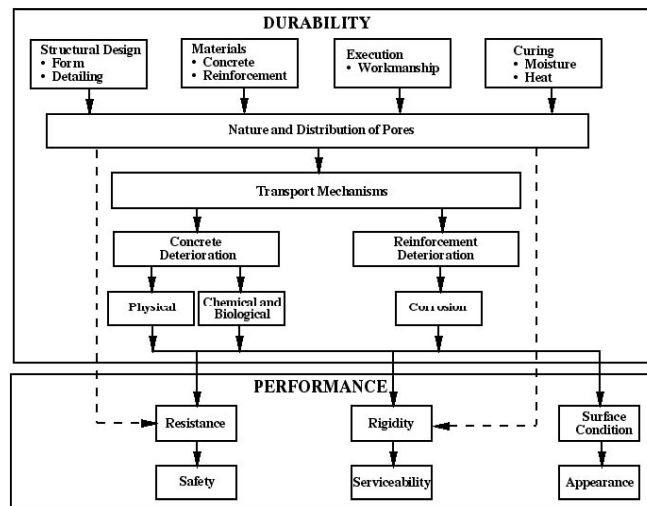 DURABILITY
Structural Design
• Form
• Detailing
Materials
• Concrete
• Reinforcement
Execution
• Workmanship
Curing
• Moisture
• Heat
Nature and Distribution of Pores
Transport Mechanisms
Concrete
Deterioration
Reinforcement
Deterioration
Physical
Chemical and
Biological
Corrosion
PERFORMANCE
Resistance
Rigidity
Surface
Condition
Safety
Serviceability
Appearance